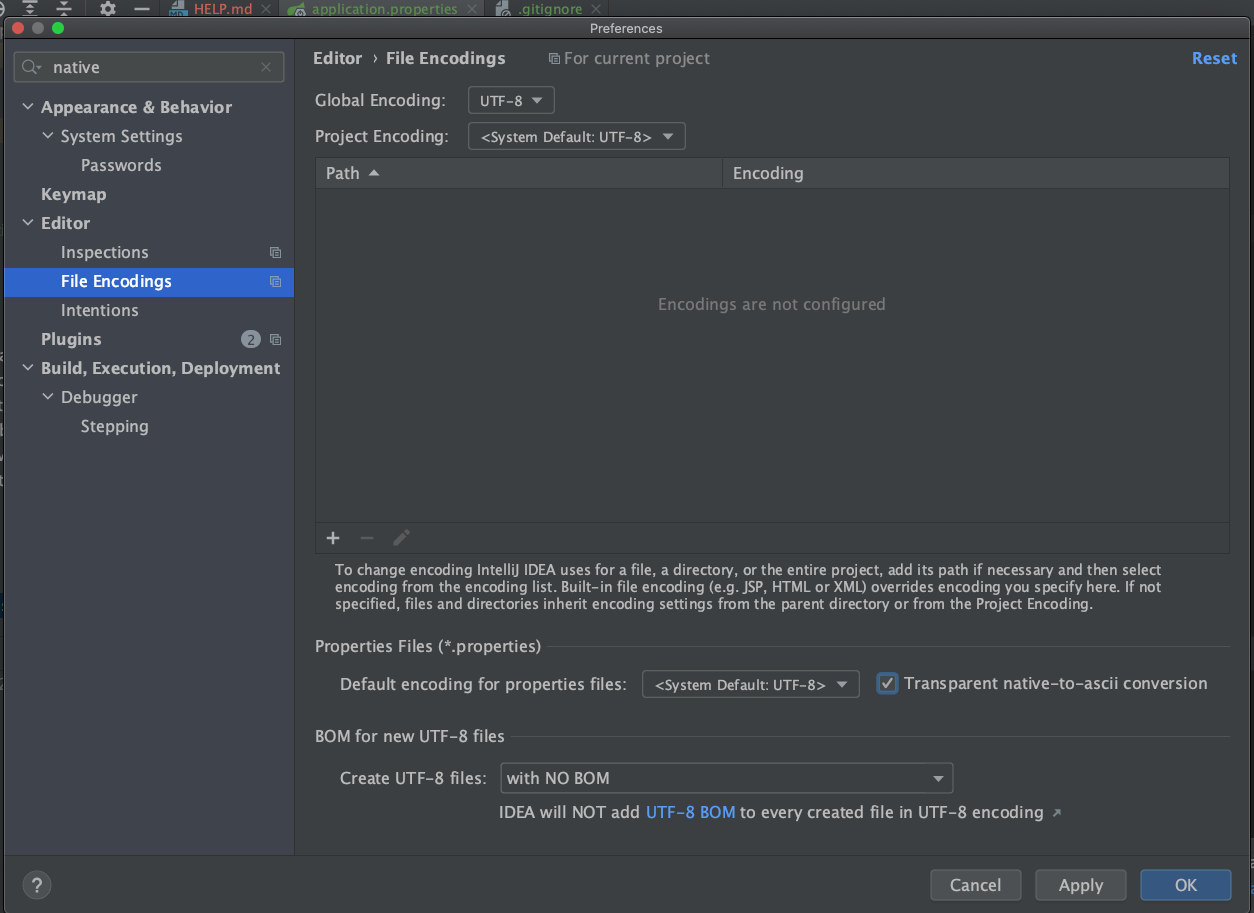 HELP.md application.properties .gitignore
Preferences
native
Appearance & Behavior
System Settings
Passwords
Keymap
Editor
Inspections
File Encodings
Intentions
Plugins 2
Build, Execution, Deployment
Debugger
Stepping
Editor › File Encodings For current project Reset
Global Encoding: UTF-8
Project Encoding: <System Default: UTF-8>
Path Encoding
Encodings are not configured
To change encoding IntelliJ IDEA uses for a file, a directory, or the entire project, add its path if necessary and then select
encoding from the encoding list. Built-in file encoding (e.g. JSP, HTML or XML) overrides encoding you specify here. If not
specified, files and directories inherit encoding settings from the parent directory or from the Project Encoding.
Properties Files (*.properties)
Default encoding for properties files: <System Default: UTF-8> Transparent native-to-ascii conversion
BOM for new UTF-8 files
Create UTF-8 files: with NO BOM
IDEA will NOT add UTF-8 BOM to every created file in UTF-8 encoding ↗
? Cancel Apply OK